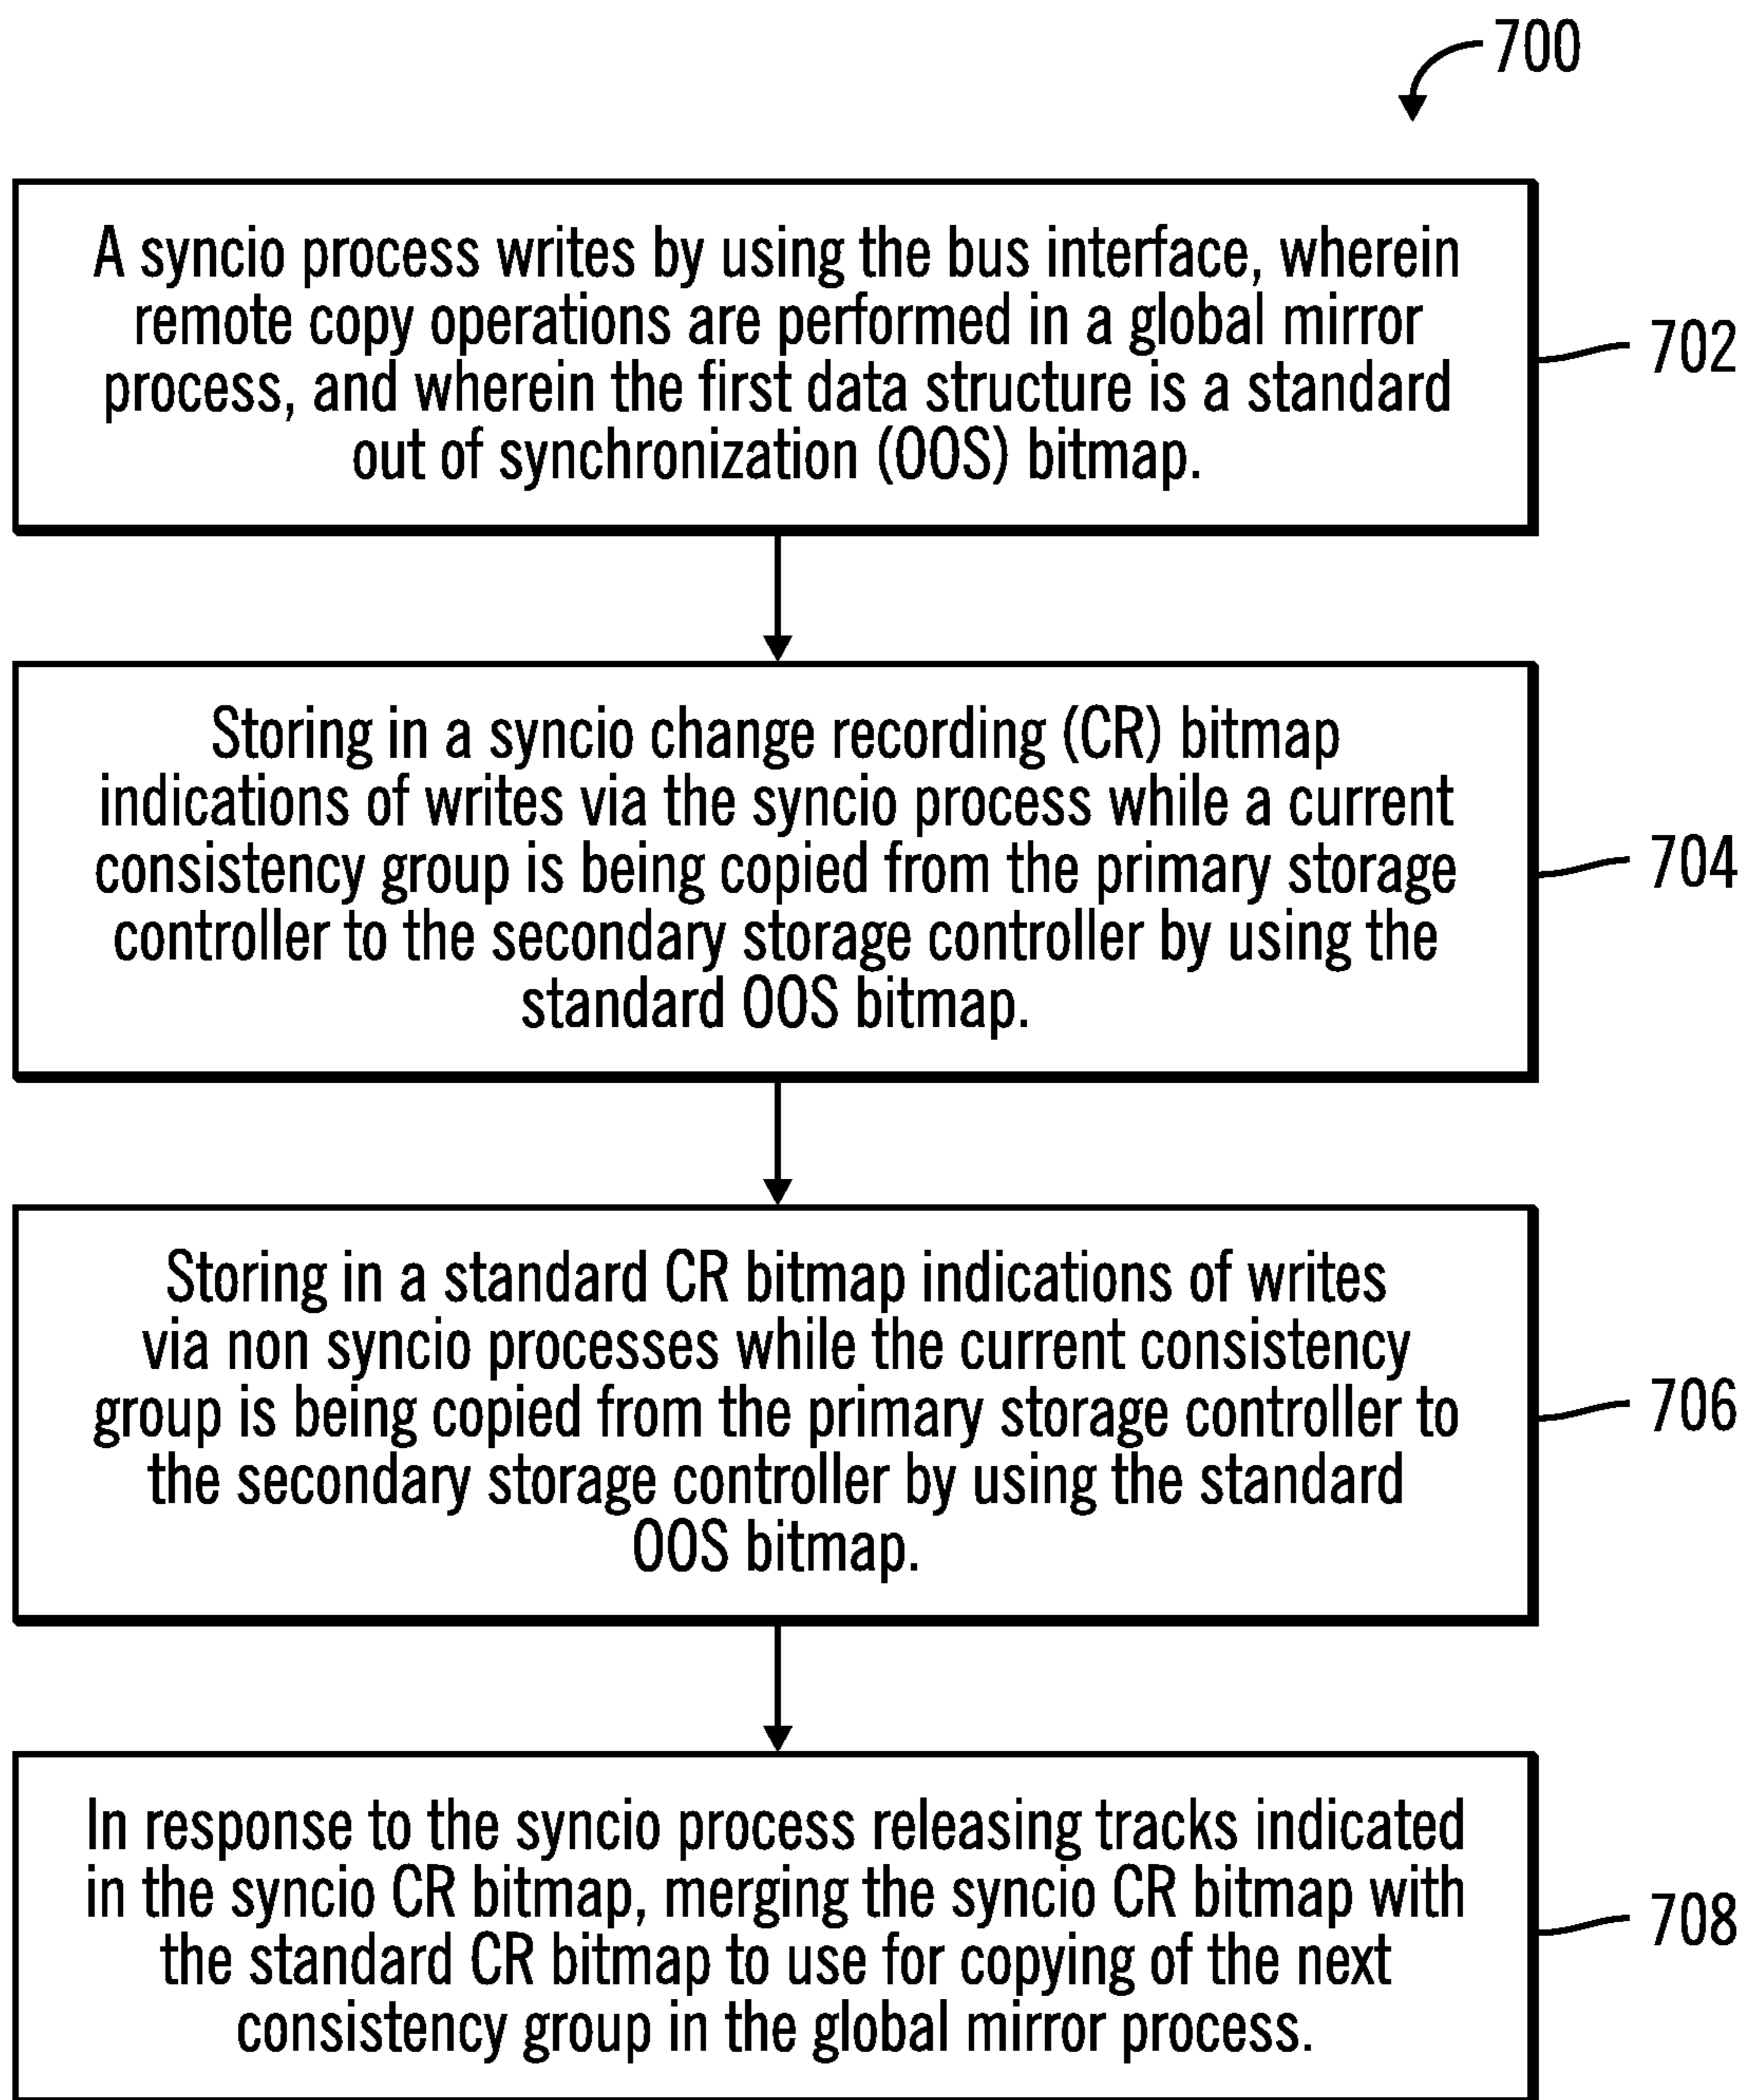 700
A syncio process writes by using the bus interface, wherein
remote copy operations are performed in a global mirror
process, and wherein the first data structure is a standard
out of synchronization (OOS) bitmap.
702
Storing in a syncio change recording (CR) bitmap
indications of writes via the syncio process while a current
consistency group is being copied from the primary storage
controller to the secondary storage controller by using the
standard OOS bitmap.
704
Storing in a standard CR bitmap indications of writes
via non syncio processes while the current consistency
group is being copied from the primary storage controller to
the secondary storage controller by using the standard
OOS bitmap.
706
In response to the syncio process releasing tracks indicated
in the syncio CR bitmap, merging the syncio CR bitmap with
the standard CR bitmap to use for copying of the next
consistency group in the global mirror process.
708